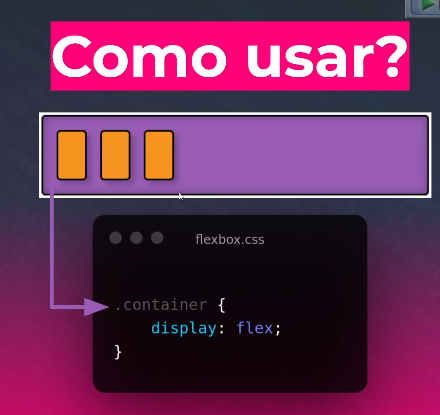 Como usar?
flexbox.css
.container {
    display: flex;
}